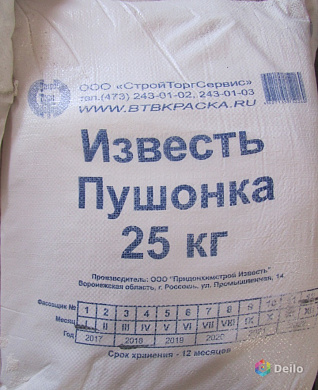 ООО «СтройТоргСервис»
тел.(473) 243-01-02, 243-01-03
WWW.BTBKPACKA.RU
Известь
Пушонка
25 кг
Производитель: ООО "Придонхимстрой Известь"
Воронежская область, г. Россошь, ул. Промышленная, 14
Фасовщик № 1 2 3 4 5 6 7 8 9 10
Месяц II III IV V VI VII VIII IX
Год 2017 2018 2019 2020
Срок хранения - 12 месяцев
Deilo